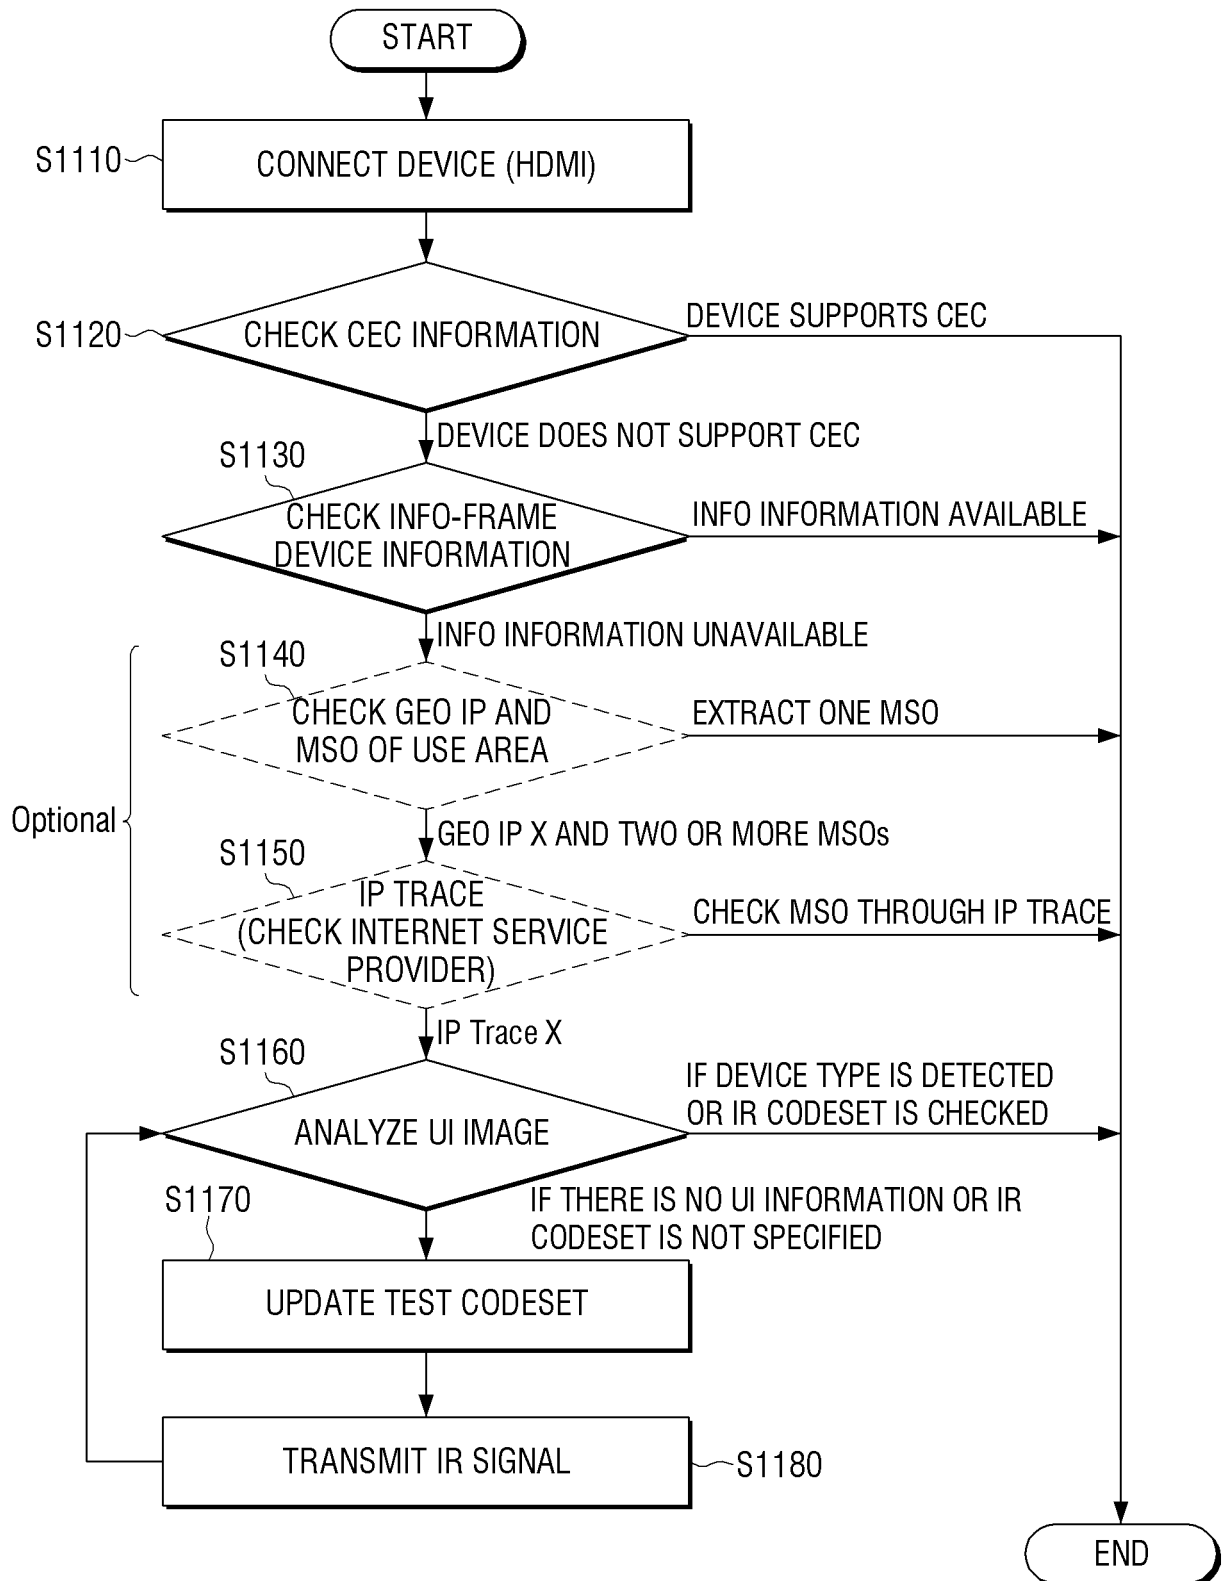 START
S1110
CONNECT DEVICE (HDMI)
S1120
CHECK CEC INFORMATION
DEVICE SUPPORTS CEC
DEVICE DOES NOT SUPPORT CEC
S1130
CHECK INFO-FRAME
DEVICE INFORMATION
INFO INFORMATION AVAILABLE
INFO INFORMATION UNAVAILABLE
Optional
S1140
CHECK GEO IP AND
MSO OF USE AREA
EXTRACT ONE MSO
GEO IP X AND TWO OR MORE MSOs
S1150
IP TRACE
(CHECK INTERNET SERVICE
PROVIDER)
CHECK MSO THROUGH IP TRACE
IP Trace X
S1160
ANALYZE UI IMAGE
IF DEVICE TYPE IS DETECTED
OR IR CODESET IS CHECKED
IF THERE IS NO UI INFORMATION OR IR
CODESET IS NOT SPECIFIED
S1170
UPDATE TEST CODESET
TRANSMIT IR SIGNAL
S1180
END